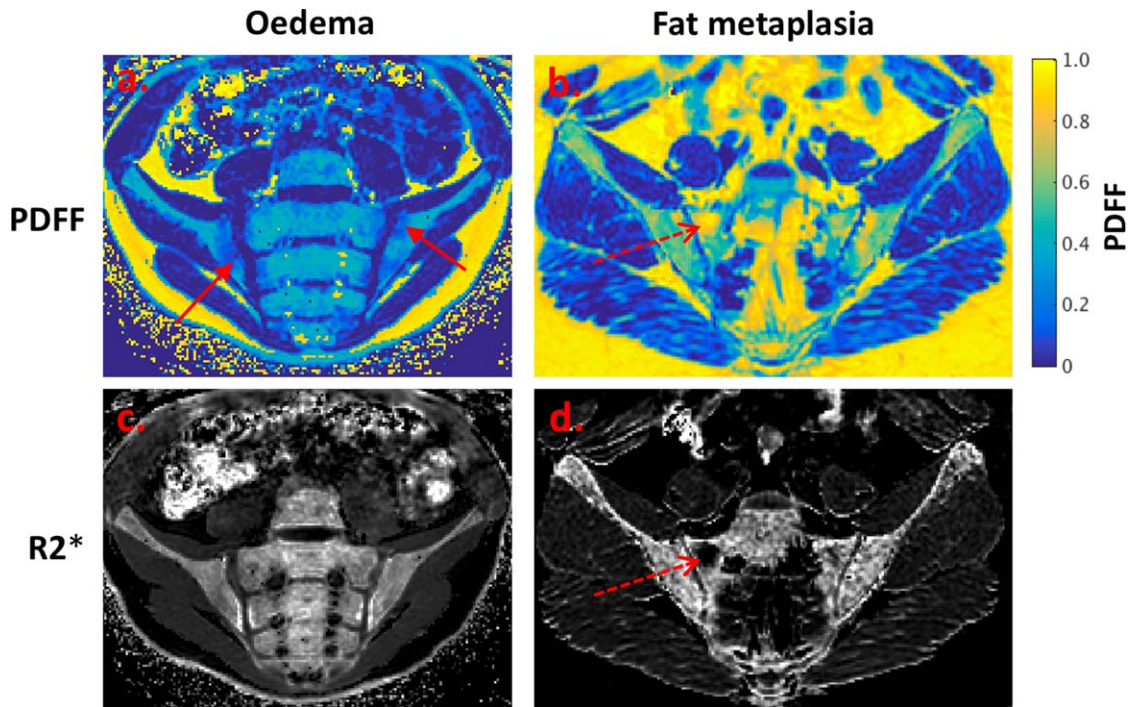 Oedema
Fat metaplasia
PDFF
a.
b.
1.0
0.8
0.6
0.4
0.2
0
PDFF
R2*
c.
d.